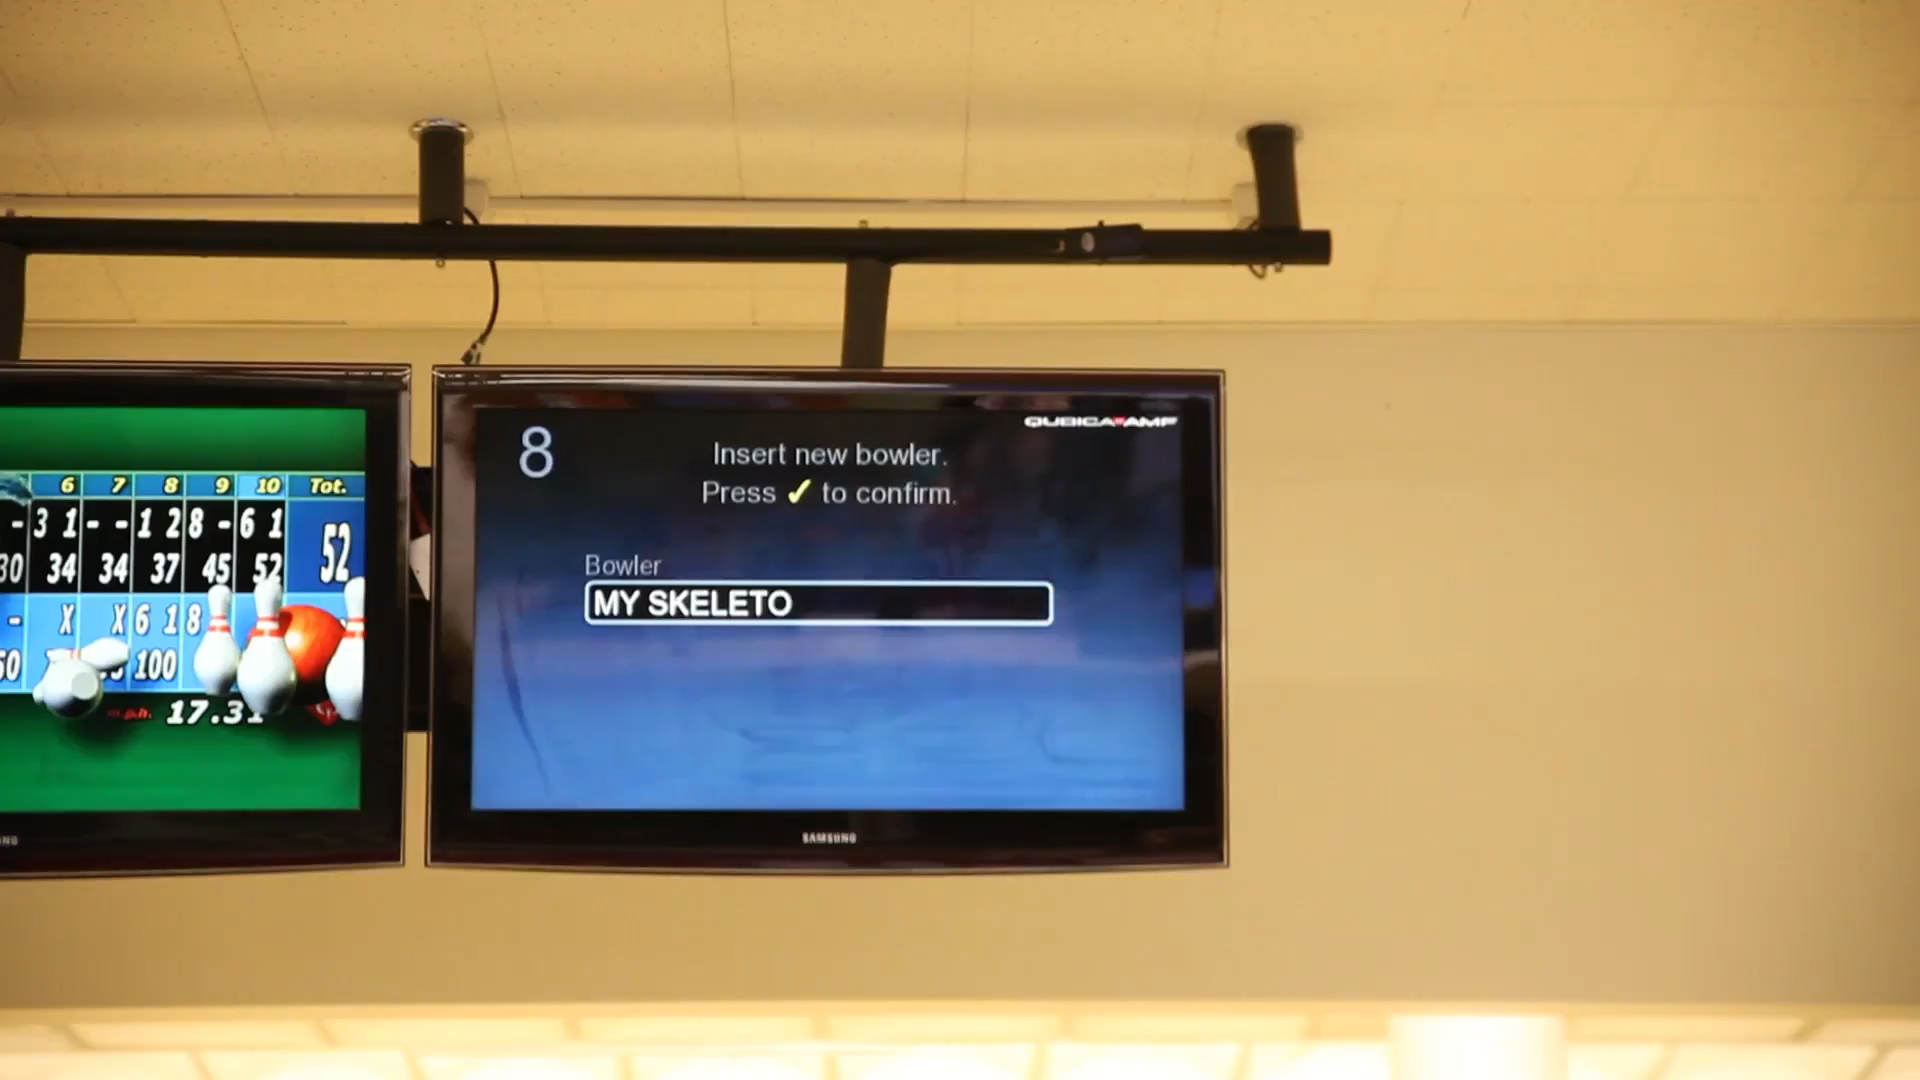 6 7 8 9 10 Tot.
- 3 1 - - 1 2 8 - 6 1
30 34 34 37 45 52 52
- X X 6 1 8
100
17.31
8
QUBICAAMF
Insert new bowler.
Press ✓ to confirm.
Bowler
MY SKELETO
SAMSUNG